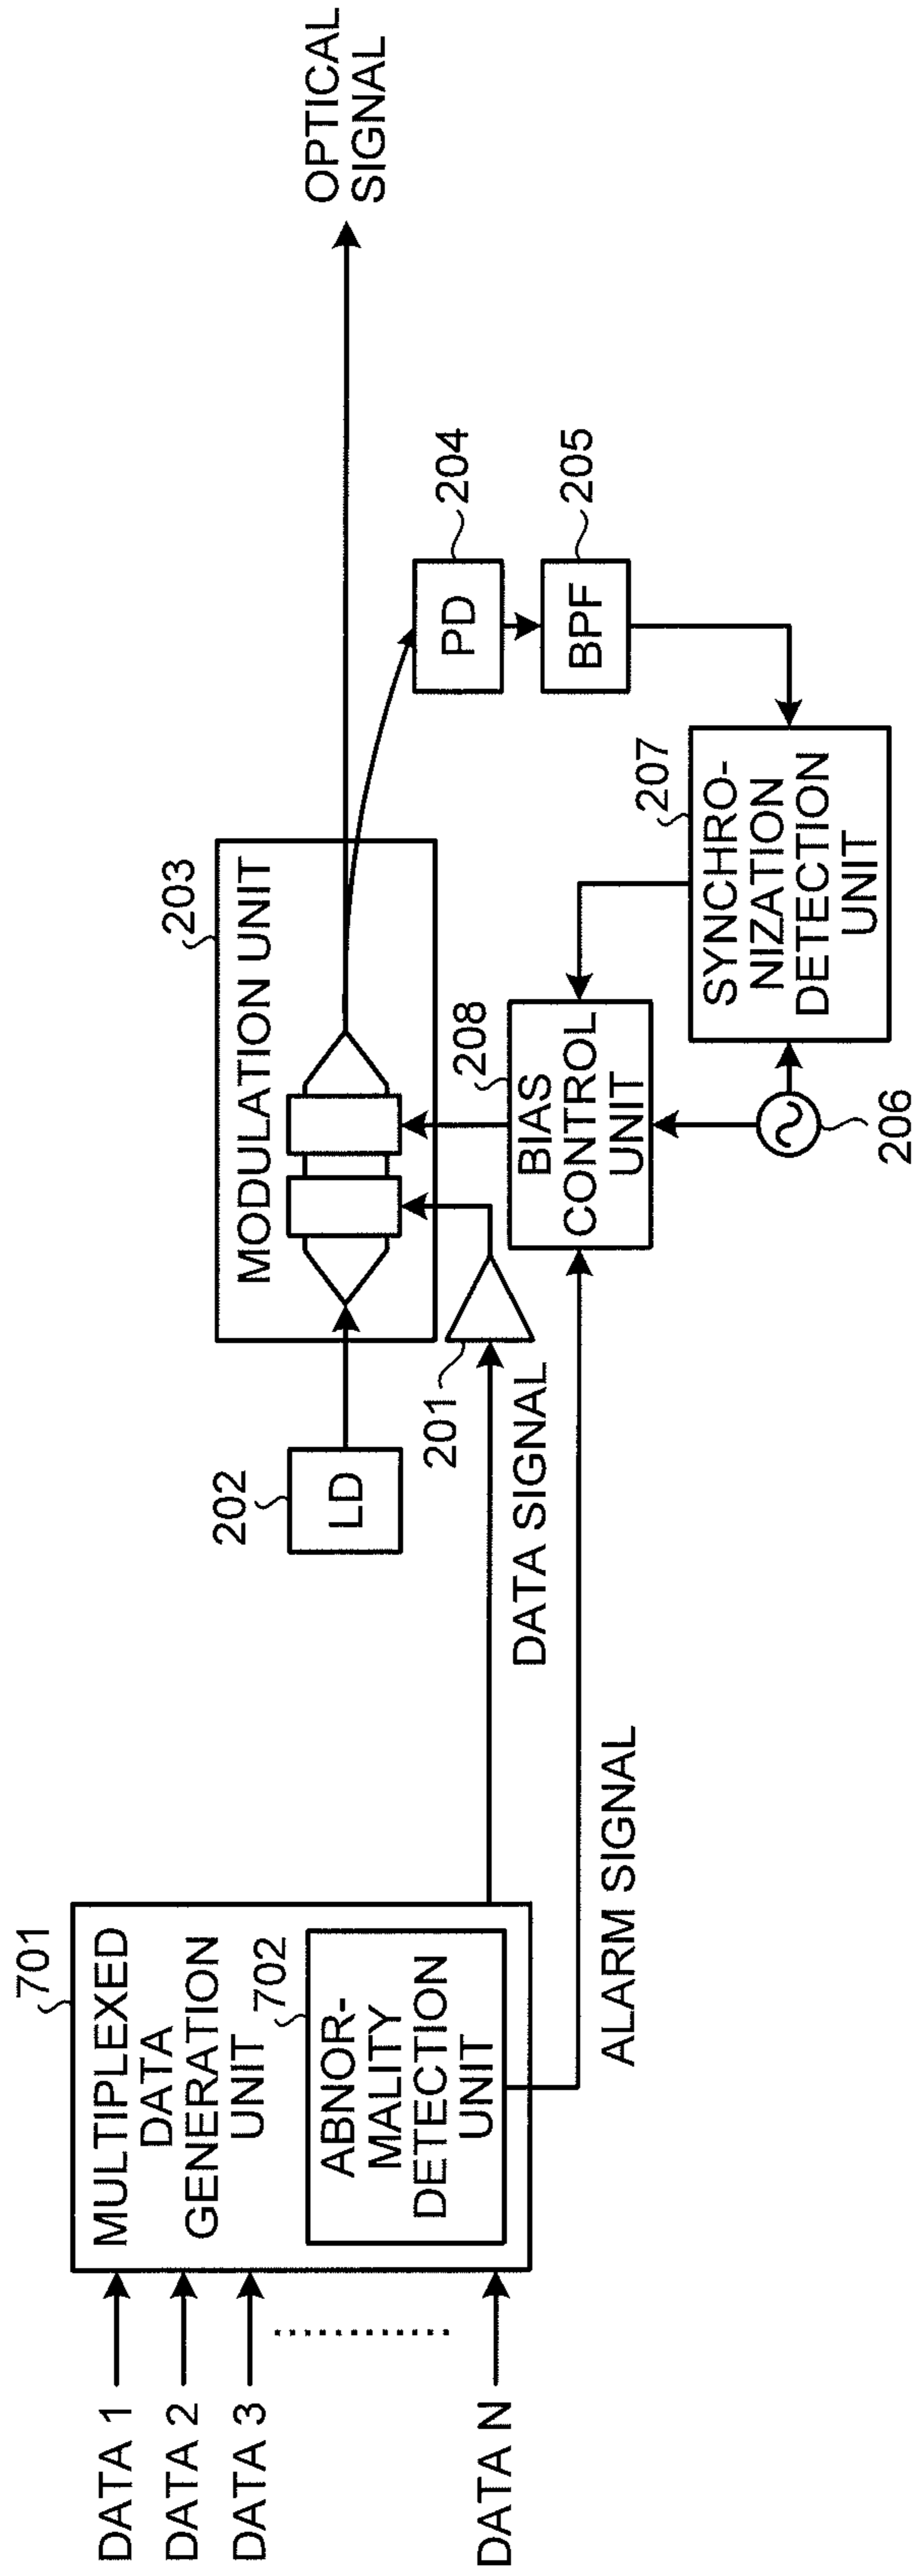 DATA 1
DATA 2
DATA 3
DATA N
701
MULTIPLEXED
DATA
GENERATION
UNIT
702
ABNOR-
MALITY
DETECTION
UNIT
DATA SIGNAL
ALARM SIGNAL
202
LD
201
203
MODULATION UNIT
208
BIAS
CONTROL
UNIT
206
207
SYNCHRO-
NIZATION
DETECTION
UNIT
PD
204
BPF
205
OPTICAL
SIGNAL